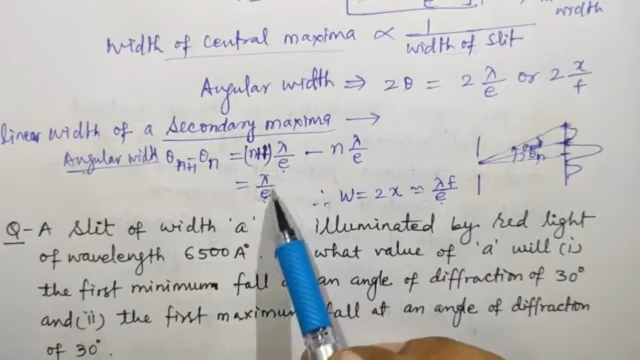 width
Width of central maxima ∝ 1/width of slit
Angular width ⇒ 2θ = 2 λ/e or 2 x/f
linear width of a secondary maxima →
Angular width θn+1 - θn = (n+1) λ/e - n λ/e
= λ/e ∴ W = 2x ≈ λf/e
Q- A slit of width 'a' illuminated by red light
of wavelength 6500A° what value of 'a' will (i)
the first minimum fall an angle of diffraction of 30°
and (ii) the first maximum fall at an angle of diffraction
of 30°.